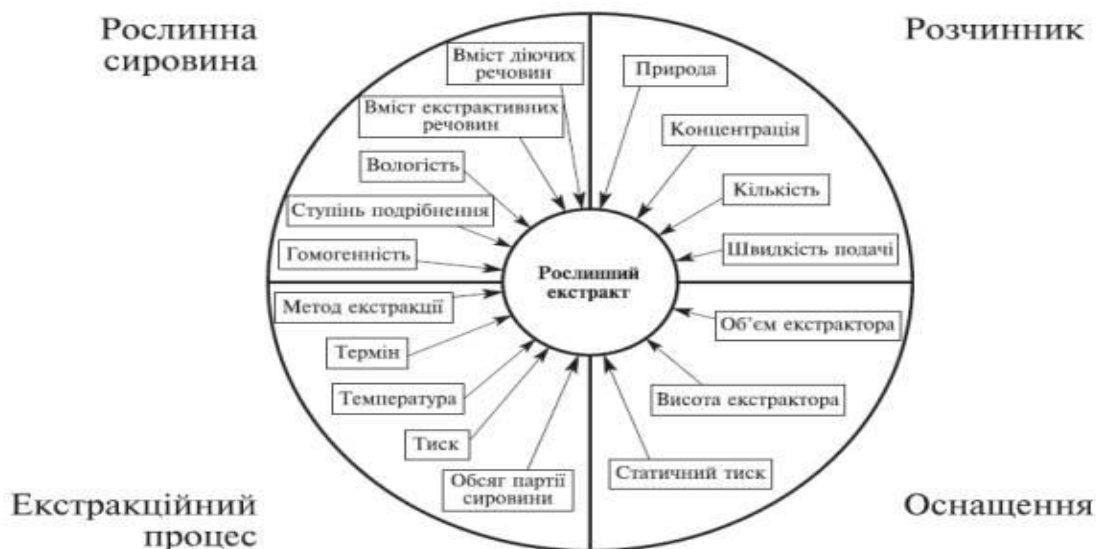 Рослинна
сировина
Розчинник
Вміст діючих
речовин
Природа
Вміст екстрактивних
речовин
Концентрація
Вологість
Кількість
Ступінь подрібнення
Гомогенність
Швидкість подачі
Рослинний
екстракт
Метод екстракції
Об’єм екстрактора
Термін
Температура
Висота екстрактора
Тиск
Обсяг партії
сировини
Статичний тиск
Екстракційний
процес
Оснащення